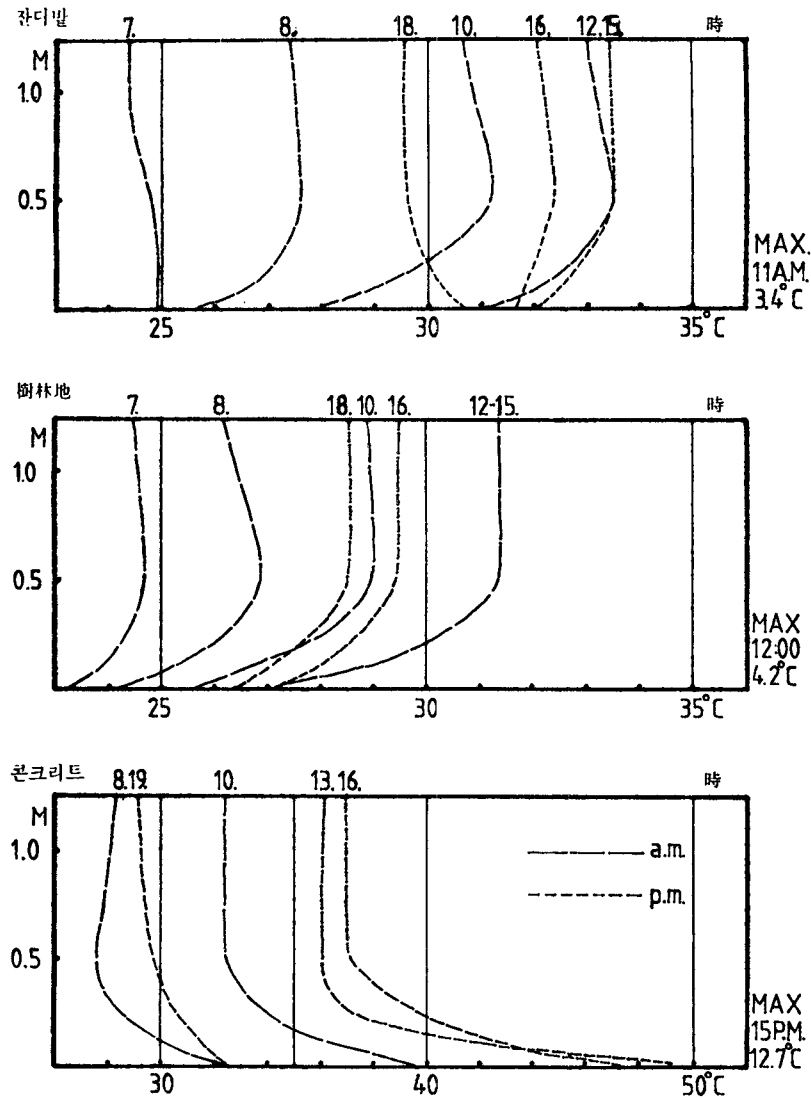 잔디밭
7. 8. 18. 10. 16. 12. 15. 時
M
1.0
0.5
MAX.
11A.M.
3.4°C
25 30 35°C
樹林地
7. 8. 18. 10. 16. 12-15. 時
M
1.0
0.5
MAX
12:00
4.2°C
25 30 35°C
콘크리트
8. 19. 10. 13. 16. 時
M
1.0
a.m.
p.m.
0.5
MAX
15P.M.
12.7°C
30 40 50°C